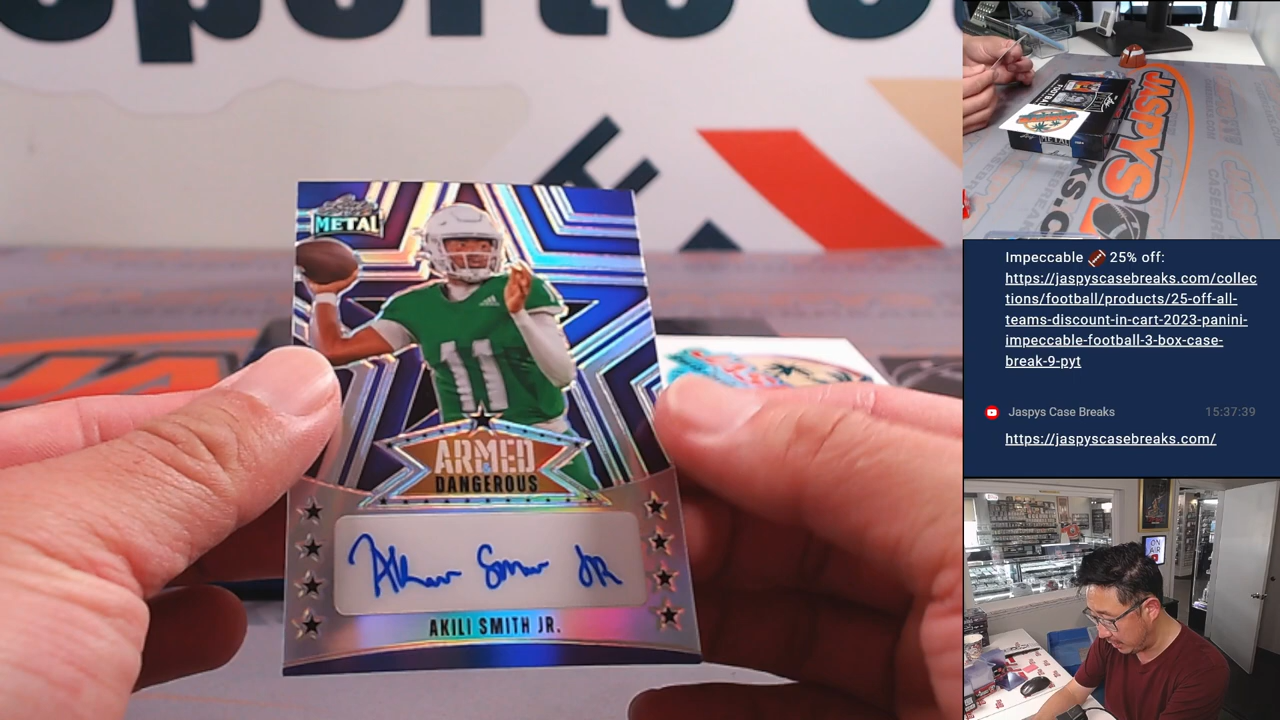 METAL
11
ARMED
&
DANGEROUS
AKILI SMITH JR.
JASPYS
Impeccable 🏈 25% off:
https://jaspyscasebreaks.com/collec
tions/football/products/25-off-all-
teams-discount-in-cart-2023-panini-
impeccable-football-3-box-case-
break-9-pyt
Jaspys Case Breaks 15:37:39
https://jaspyscasebreaks.com/
ON
AIR